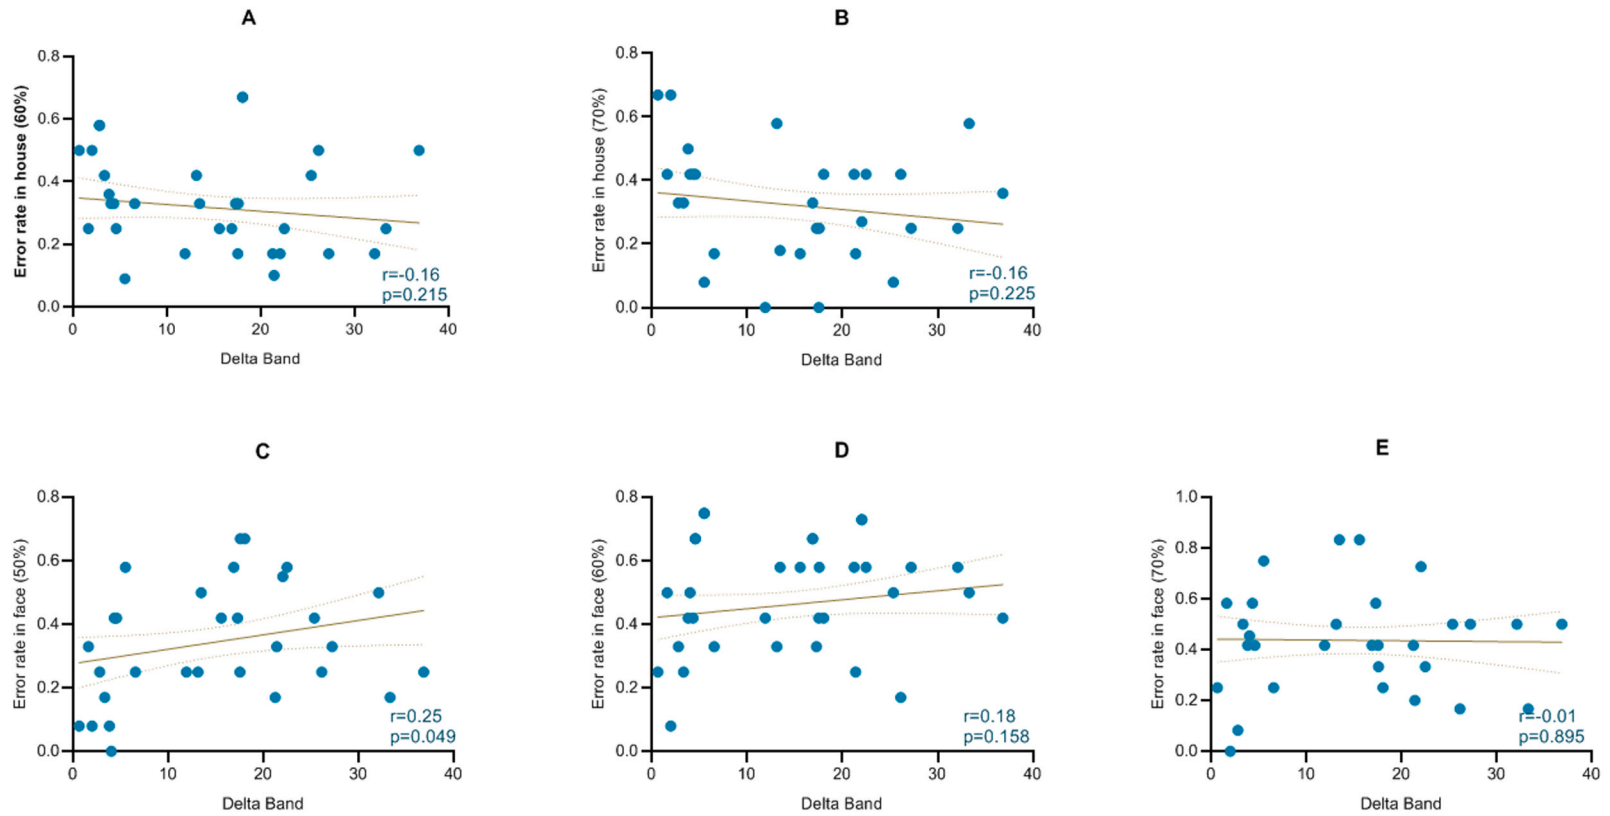 A
Error rate in house (60%)
0.8
0.6
0.4
0.2
0.0
r=-0.16
p=0.215
0 10 20 30 40
Delta Band
B
Error rate in house (70%)
0.8
0.6
0.4
0.2
0.0
r=-0.16
p=0.225
0 10 20 30 40
Delta Band
C
Error rate in face (50%)
0.8
0.6
0.4
0.2
0.0
r=0.25
p=0.049
0 10 20 30 40
Delta Band
D
Error rate in face (60%)
0.8
0.6
0.4
0.2
0.0
r=0.18
p=0.158
0 10 20 30 40
Delta Band
E
Error rate in face (70%)
1.0
0.8
0.6
0.4
0.2
0.0
r=-0.01
p=0.895
0 10 20 30 40
Delta Band